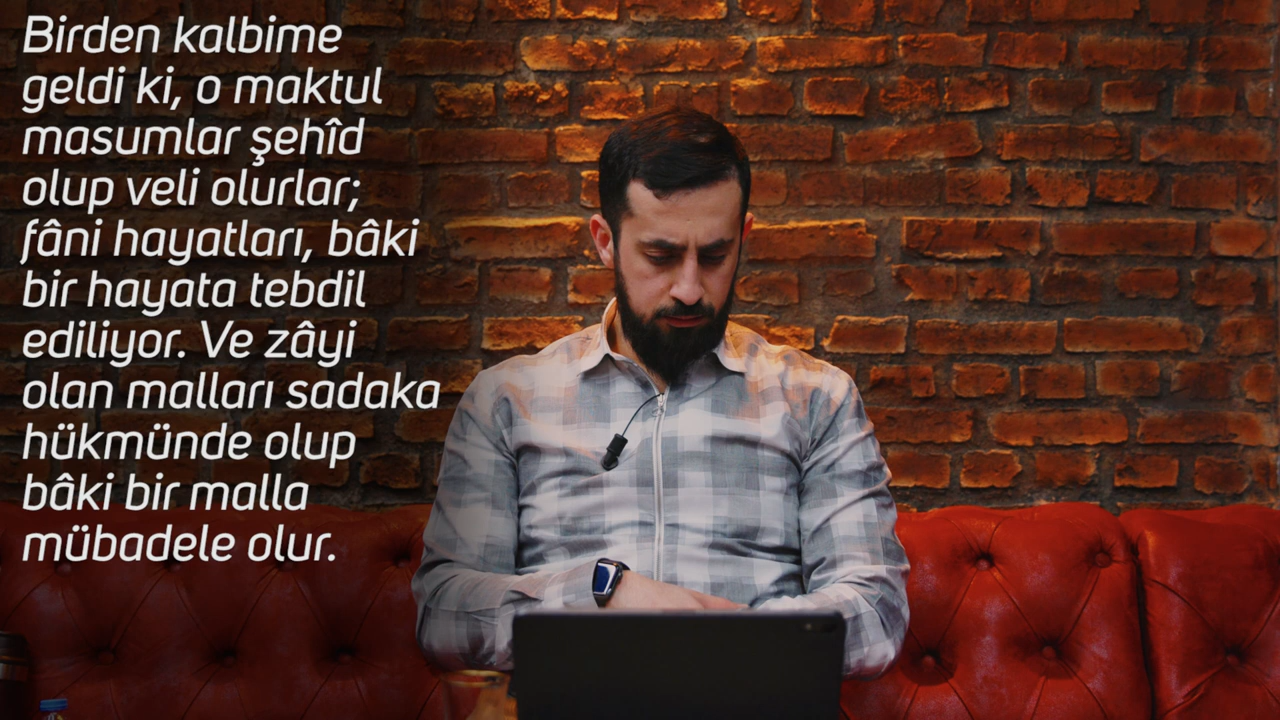 Birden kalbime
geldi ki, o maktul
masumlar şehîd
olup veli olurlar;
fâni hayatları, bâki
bir hayata tebdil
ediliyor. Ve zâyi
olan malları sadaka
hükmünde olup
bâki bir malla
mübadele olur.